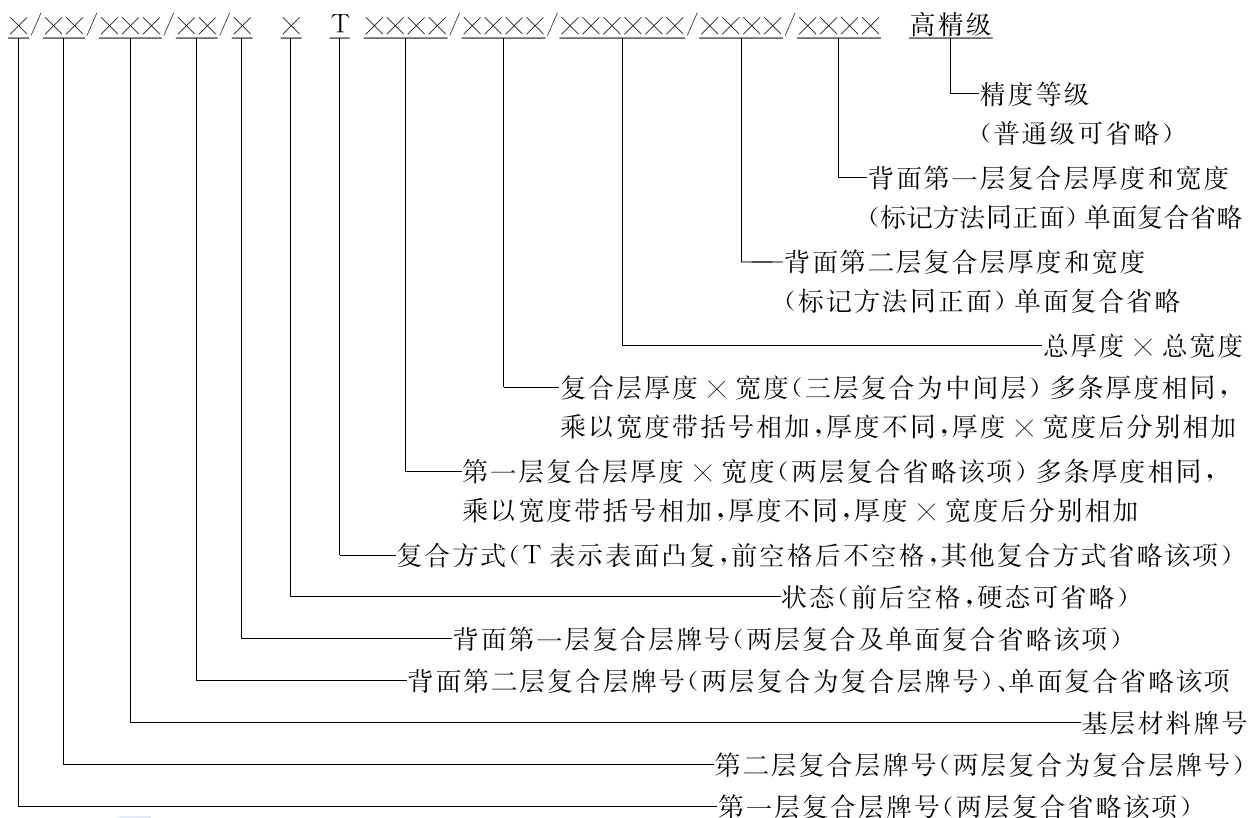 ×/××/×××/××/× × T ××××/××××/××××××/××××/×××× 高精级
精度等级
(普通级可省略)
背面第一层复合层厚度和宽度
(标记方法同正面)单面复合省略
背面第二层复合层厚度和宽度
(标记方法同正面)单面复合省略
总厚度×总宽度
复合层厚度×宽度(三层复合为中间层)多条厚度相同,
乘以宽度带括号相加,厚度不同,厚度×宽度后分别相加
第一层复合层厚度×宽度(两层复合省略该项)多条厚度相同,
乘以宽度带括号相加,厚度不同,厚度×宽度后分别相加
复合方式(T 表示表面凸复,前空格后不空格,其他复合方式省略该项)
状态(前后空格,硬态可省略)
背面第一层复合层牌号(两层复合及单面复合省略该项)
背面第二层复合层牌号(两层复合为复合层牌号)、单面复合省略该项
基层材料牌号
第二层复合层牌号(两层复合为复合层牌号)
第一层复合层牌号(两层复合省略该项)